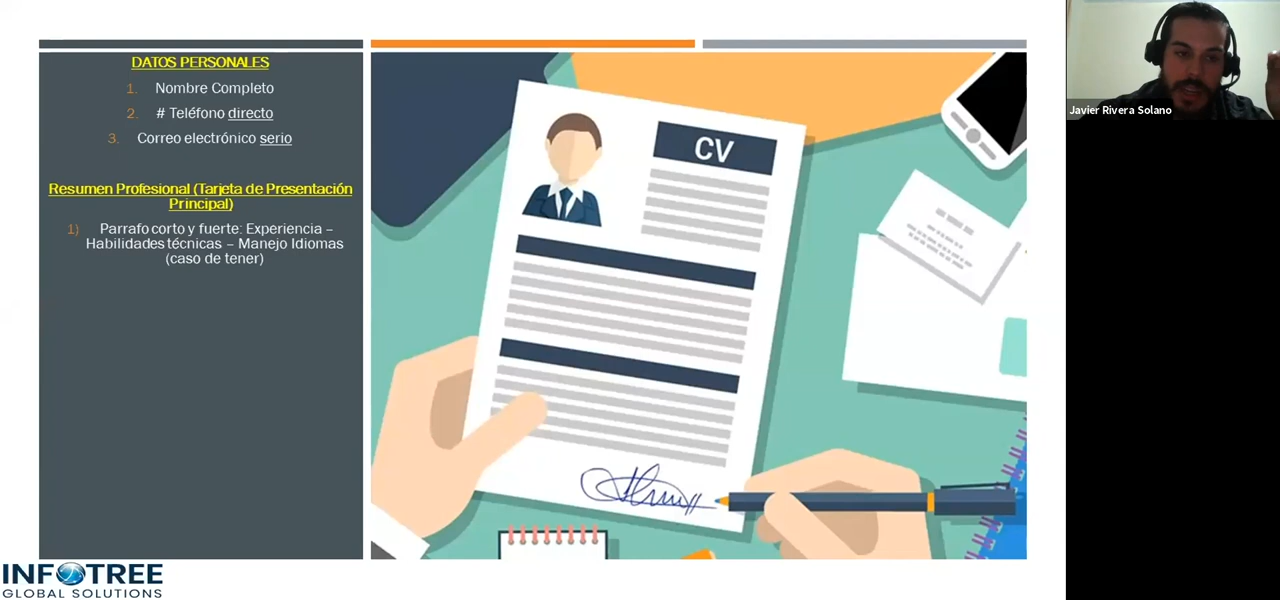 DATOS PERSONALES
1. Nombre Completo
2. # Teléfono directo
3. Correo electrónico serio
Resumen Profesional (Tarjeta de Presentación
Principal)
1) Parrafo corto y fuerte: Experiencia –
Habilidades técnicas – Manejo Idiomas
(caso de tener)
CV
INFOTREE
GLOBAL SOLUTIONS
Javier Rivera Solano